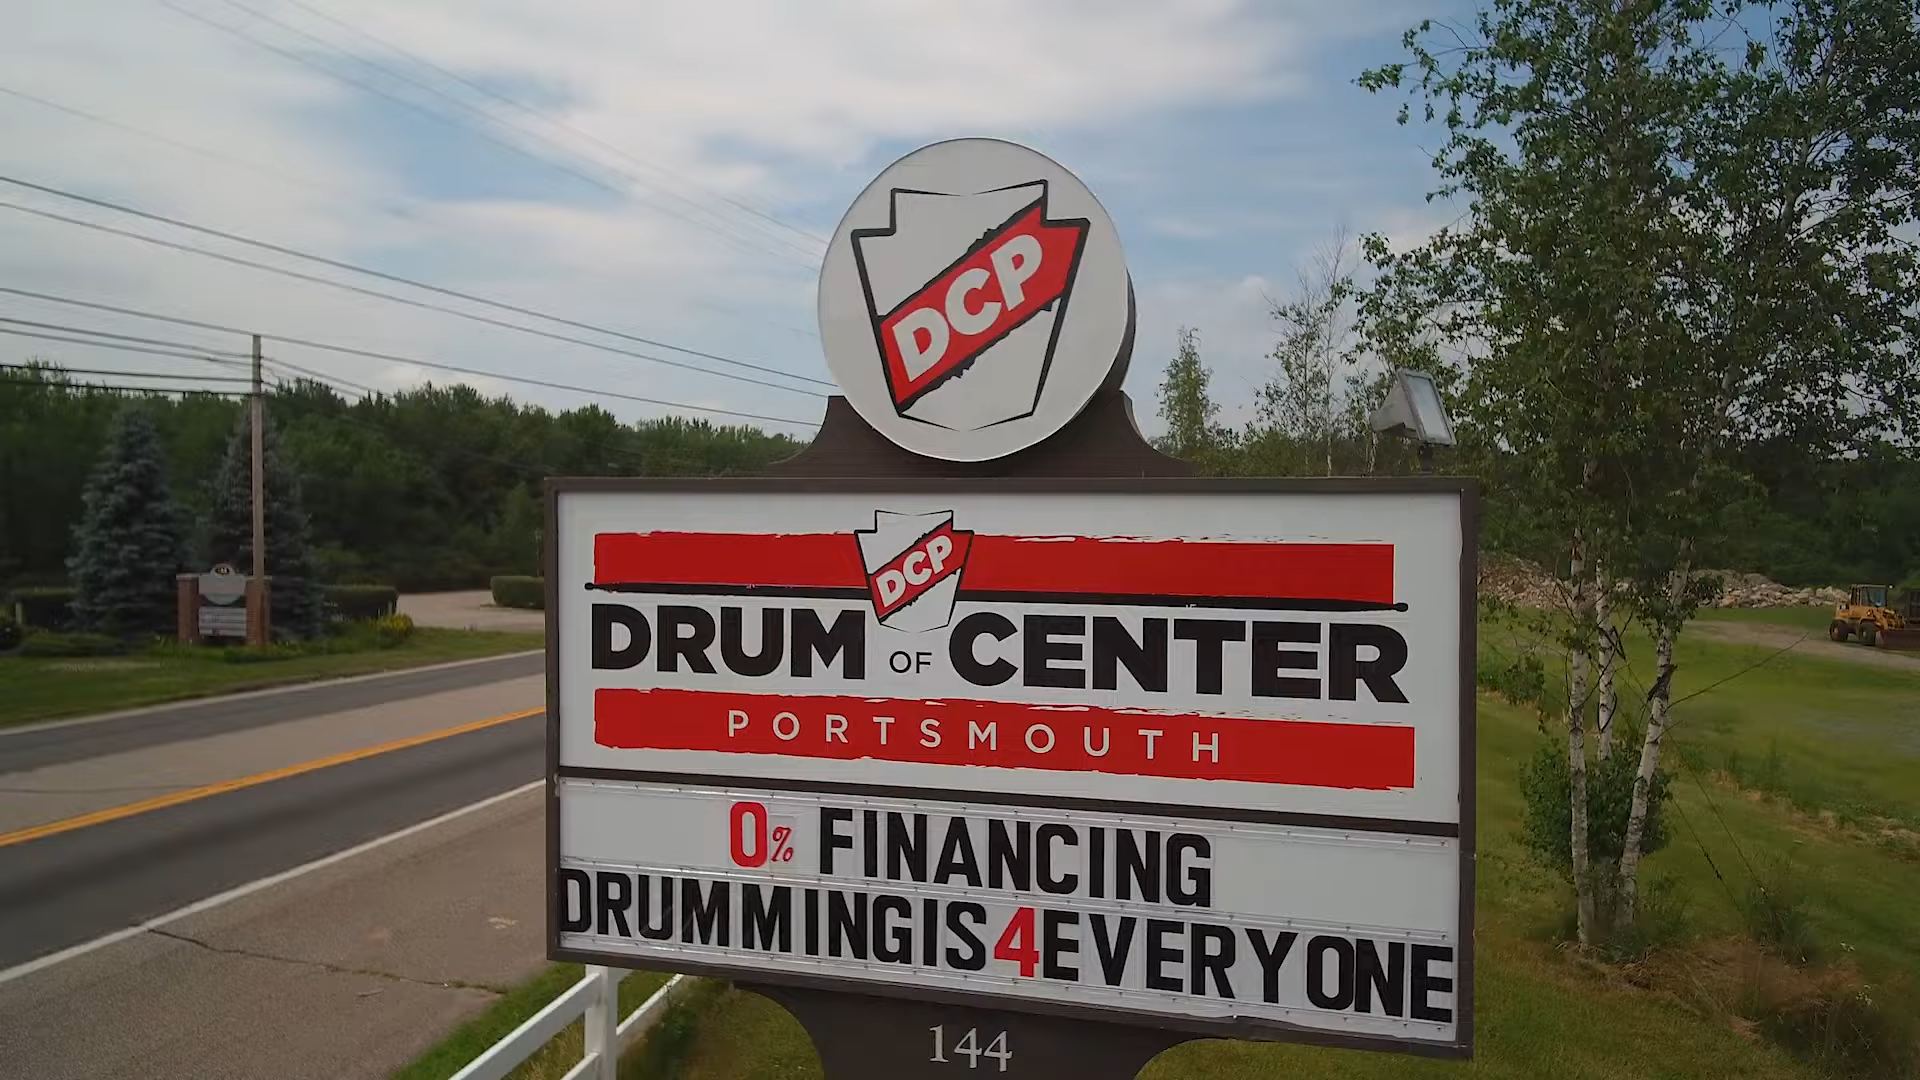 DCP
DCP
DRUM OF CENTER
PORTSMOUTH
0% FINANCING
DRUMMINGIS4EVERYONE
144